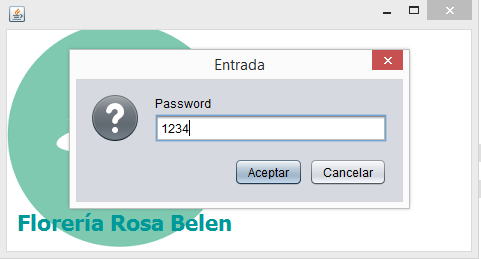 Entrada
Password
1234
Aceptar
Cancelar
Florería Rosa Belen